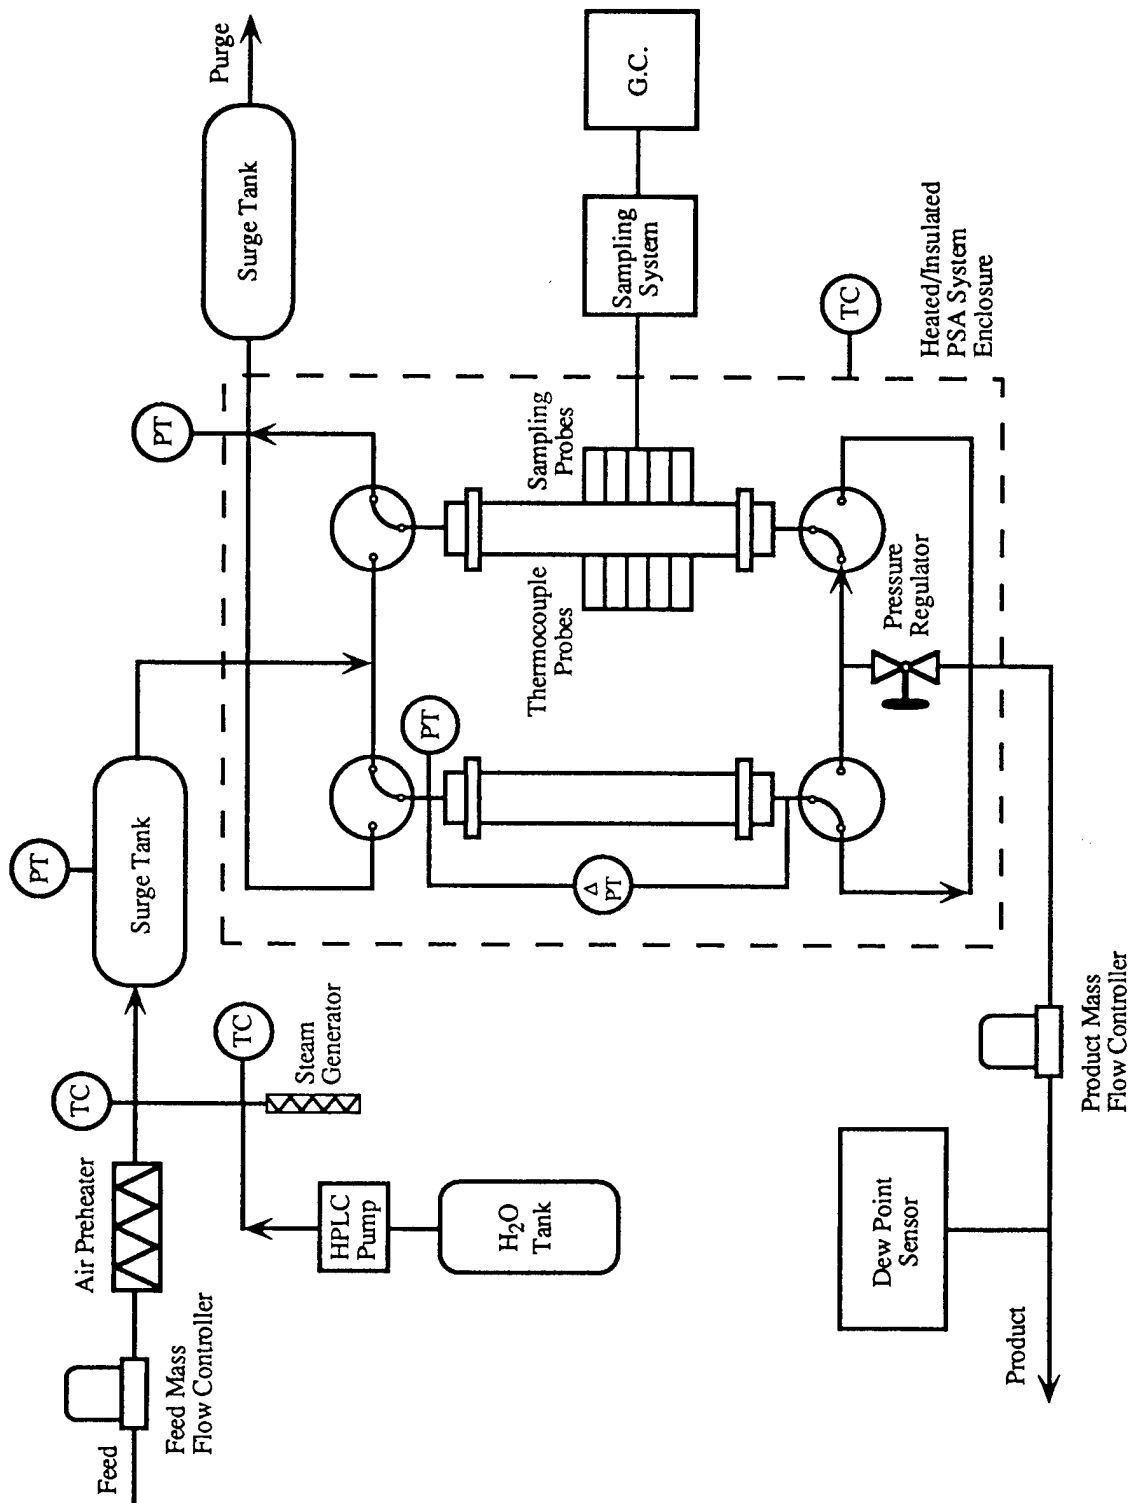 Feed
Feed Mass
Flow Controller
Air Preheater
TC
PT
Surge Tank
HPLC
Pump
H2O
Tank
TC
Steam
Generator
PT
Surge Tank
Purge
PT
Δ
PT
Thermocouple
Probes
Sampling
Probes
Sampling
System
G.C.
Pressure
Regulator
TC
Heated/Insulated
PSA System
Enclosure
Dew Point
Sensor
Product Mass
Flow Controller
Product